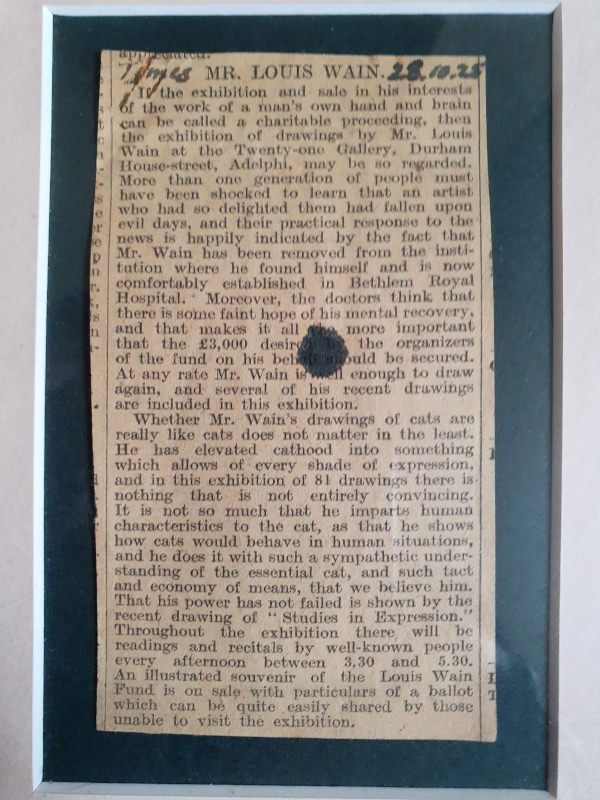 appreciated.
Times MR. LOUIS WAIN. 28.10.25
If the exhibition and sale in his interests
of the work of a man's own hand and brain
can be called a charitable proceeding, then
the exhibition of drawings by Mr. Louis
Wain at the Twenty-one Gallery, Durham
House-street, Adelphi, may be so regarded.
More than one generation of people must
have been shocked to learn that an artist
who had so delighted them had fallen upon
evil days, and their practical response to the
news is happily indicated by the fact that
Mr. Wain has been removed from the insti-
tution where he found himself and is now
comfortably established in Bethlem Royal
Hospital. Moreover, the doctors think that
there is some faint hope of his mental recovery,
and that makes it all the more important
that the £3,000 desired the organizers
of the fund on his behalf should be secured.
At any rate Mr. Wain is well enough to draw
again, and several of his recent drawings
are included in this exhibition.
Whether Mr. Wain's drawings of cats are
really like cats does not matter in the least.
He has elevated cathood into something
which allows of every shade of expression,
and in this exhibition of 81 drawings there is
nothing that is not entirely convincing.
It is not so much that he imparts human
characteristics to the cat, as that he shows
how cats would behave in human situations,
and he does it with such a sympathetic under-
standing of the essential cat, and such tact
and economy of means, that we believe him.
That his power has not failed is shown by the
recent drawing of "Studies in Expression."
Throughout the exhibition there will be
readings and recitals by well-known people
every afternoon between 3.30 and 5.30.
An illustrated souvenir of the Louis Wain
Fund is on sale with particulars of a ballot
which can be quite easily shared by those
unable to visit the exhibition.